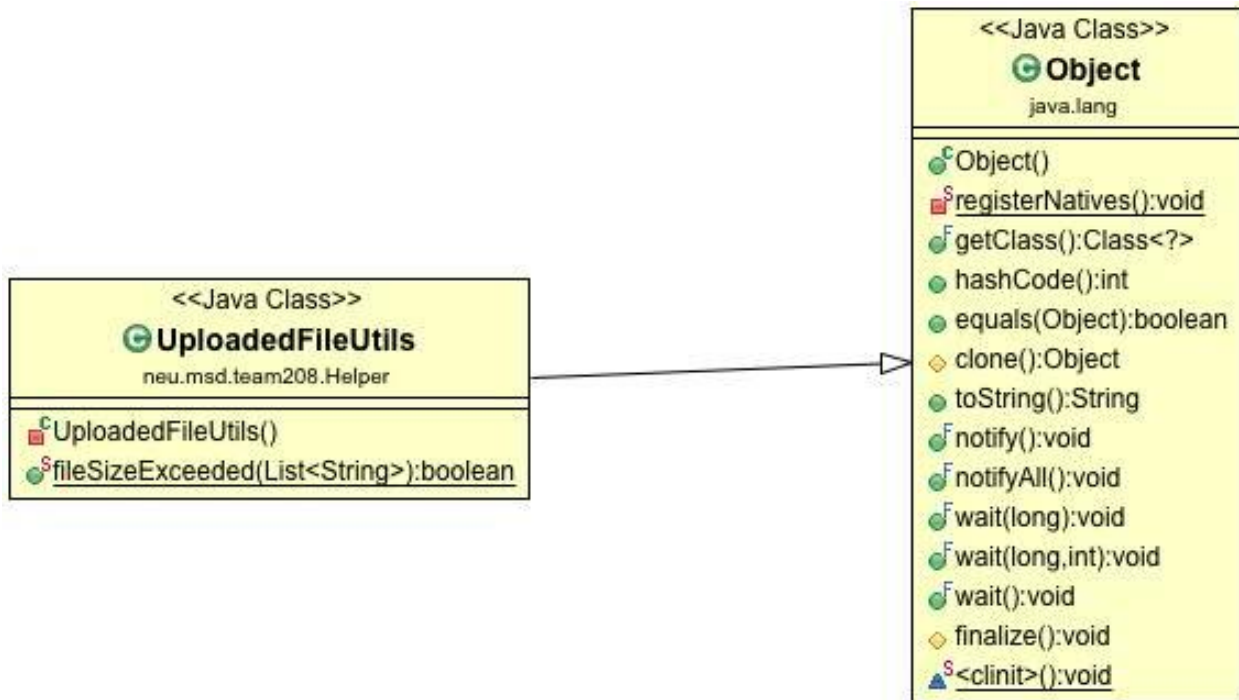 <<Java Class>>
UploadedFileUtils
neu.msd.team208.Helper
UploadedFileUtils()
fileSizeExceeded(List<String>):boolean
<<Java Class>>
Object
java.lang
Object()
registerNatives():void
getClass():Class<?>
hashCode():int
equals(Object):boolean
clone():Object
toString():String
notify():void
notifyAll():void
wait(long):void
wait(long,int):void
wait():void
finalize():void
<clinit>():void